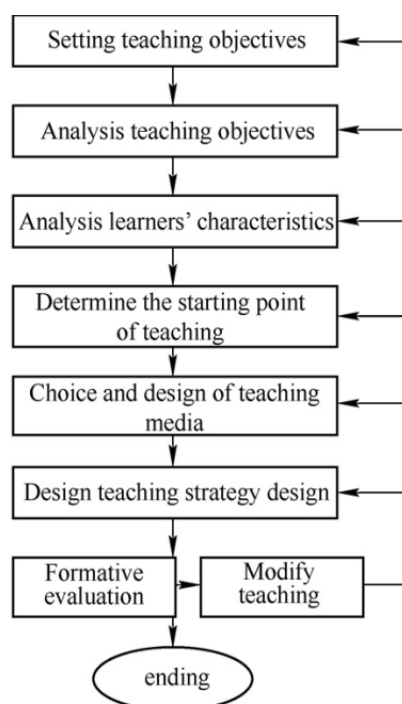 Setting teaching objectives
Analysis teaching objectives
Analysis learners' characteristics
Determine the starting point
of teaching
Choice and design of teaching
media
Design teaching strategy design
Formative
evaluation
Modify
teaching
ending